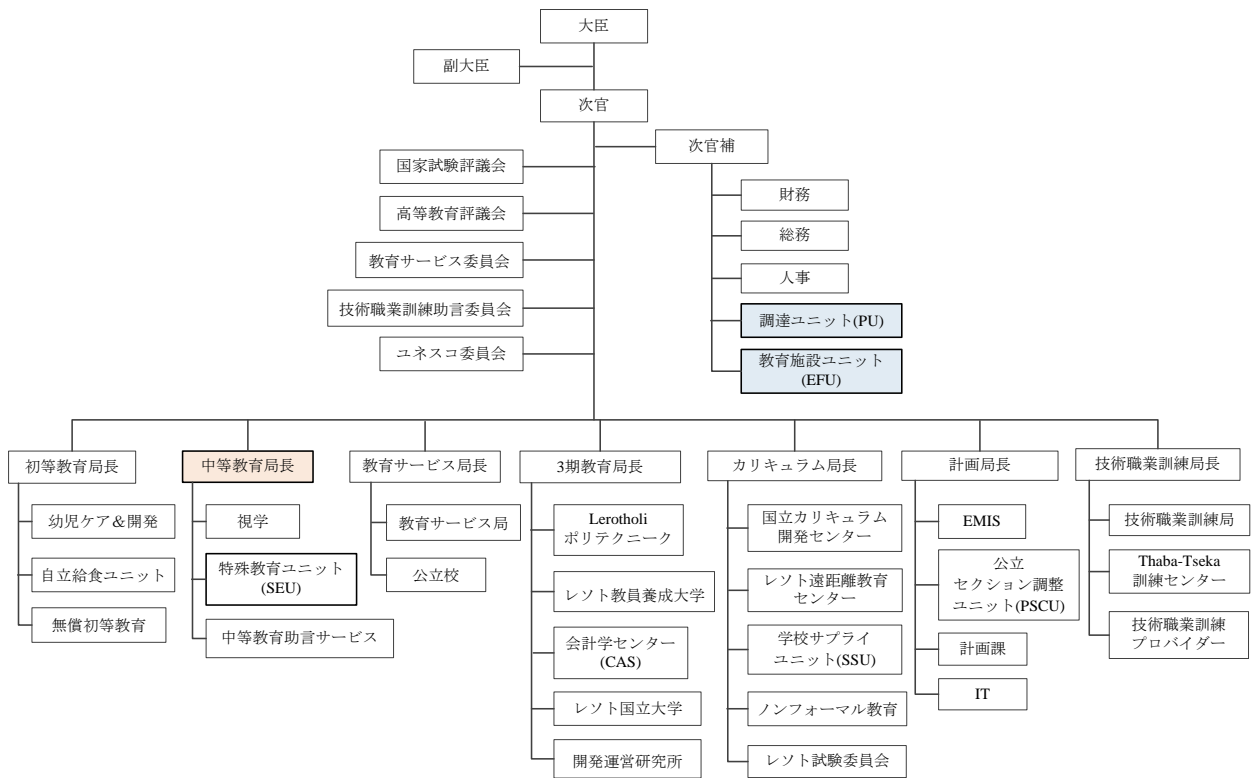 大臣
副大臣
次官
次官補
国家試験評議会
高等教育評議会
教育サービス委員会
技術職業訓練助言委員会
ユネスコ委員会
財務
総務
人事
調達ユニット(PU)
教育施設ユニット
(EFU)
初等教育局長
幼児ケア＆開発
自立給食ユニット
無償初等教育
中等教育局長
視学
特殊教育ユニット
(SEU)
中等教育助言サービス
教育サービス局長
教育サービス局
公立校
3期教育局長
Lerotholi
ポリテクニーク
レソト教員養成大学
会計学センター
(CAS)
レソト国立大学
開発運営研究所
カリキュラム局長
国立カリキュラム
開発センター
レソト遠距離教育
センター
学校サプライ
ユニット(SSU)
ノンフォーマル教育
レソト試験委員会
計画局長
EMIS
公立
セクション調整
ユニット(PSCU)
計画課
IT
技術職業訓練局長
技術職業訓練局
Thaba-Tseka
訓練センター
技術職業訓練
プロバイダー